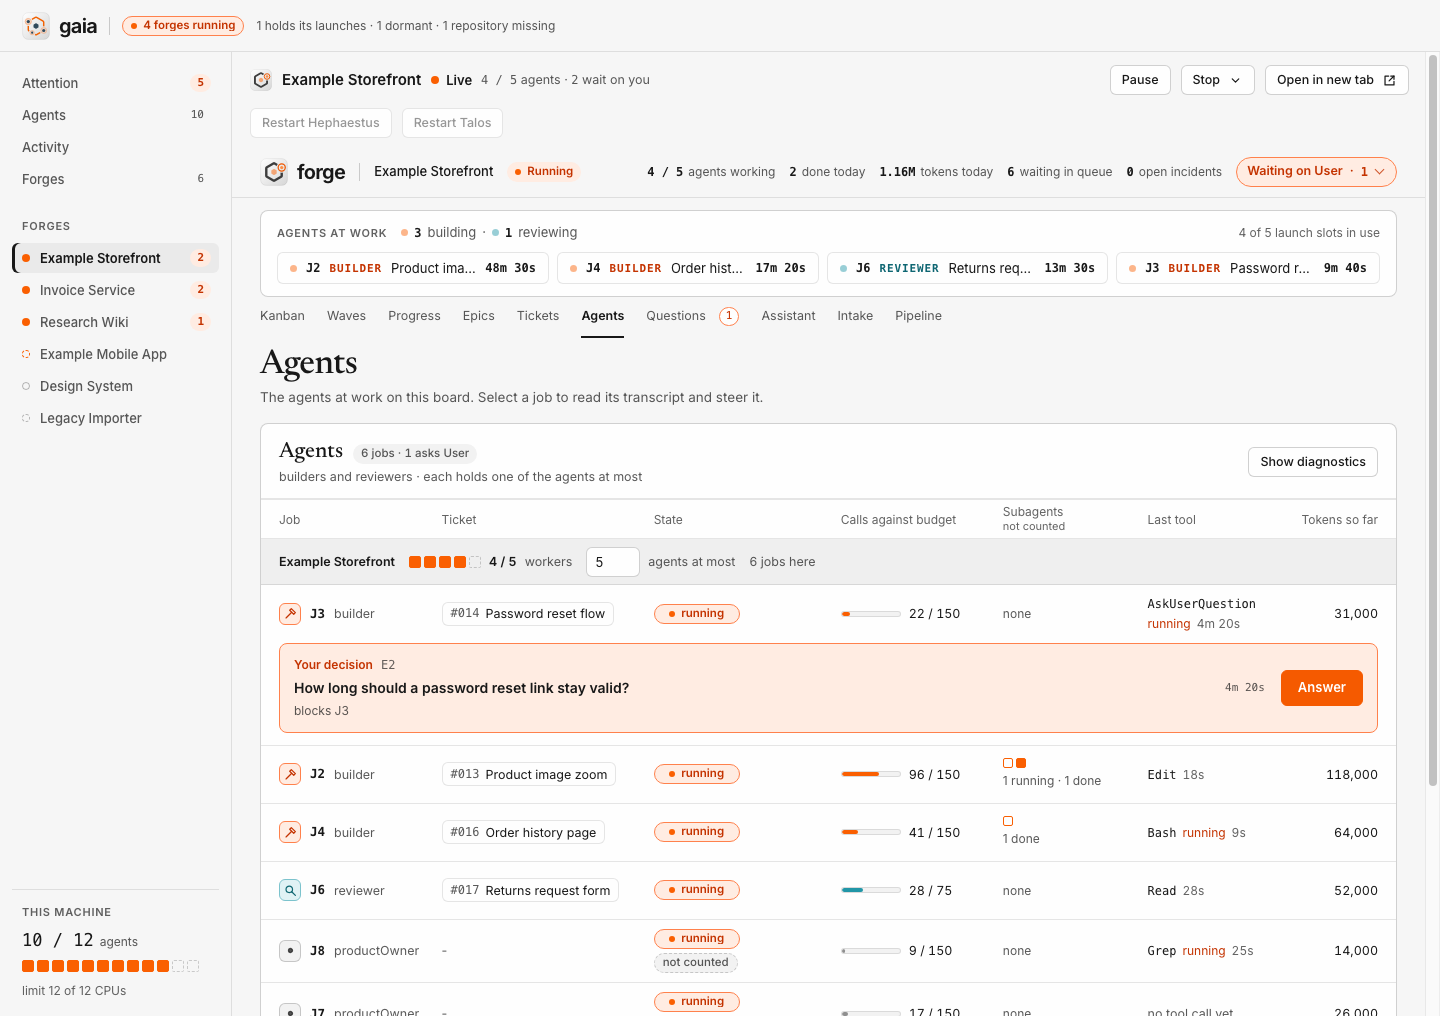 gaia
4 forges running
1 holds its launches · 1 dormant · 1 repository missing
Attention 5
Agents 10
Activity
Forges 6
FORGES
Example Storefront 2
Invoice Service 2
Research Wiki 1
Example Mobile App
Design System
Legacy Importer
THIS MACHINE
10 / 12 agents
limit 12 of 12 CPUs
Example Storefront Live 4 / 5 agents · 2 wait on you
Pause Stop Open in new tab
Restart Hephaestus Restart Talos
forge Example Storefront Running 4 / 5 agents working 2 done today 1.16M tokens today 6 waiting in queue 0 open incidents Waiting on User · 1
AGENTS AT WORK 3 building · 1 reviewing 4 of 5 launch slots in use
J2 BUILDER Product ima... 48m 30s J4 BUILDER Order hist... 17m 20s J6 REVIEWER Returns req... 13m 30s J3 BUILDER Password r... 9m 40s
Kanban Waves Progress Epics Tickets Agents Questions 1 Assistant Intake Pipeline
Agents
The agents at work on this board. Select a job to read its transcript and steer it.
Agents 6 jobs · 1 asks User
builders and reviewers · each holds one of the agents at most
Show diagnostics
Job Ticket State Calls against budget Subagents not counted Last tool Tokens so far
Example Storefront 4 / 5 workers 5 agents at most 6 jobs here
J3 builder #014 Password reset flow running 22 / 150 none AskUserQuestion running 4m 20s 31,000
Your decision E2
How long should a password reset link stay valid?
blocks J3
4m 20s Answer
J2 builder #013 Product image zoom running 96 / 150 1 running · 1 done Edit 18s 118,000
J4 builder #016 Order history page running 41 / 150 1 done Bash running 9s 64,000
J6 reviewer #017 Returns request form running 28 / 75 none Read 28s 52,000
J8 productOwner - running not counted 9 / 150 none Grep running 25s 14,000
J7 productOwner - running 17 / 150 none no tool call yet 26,000